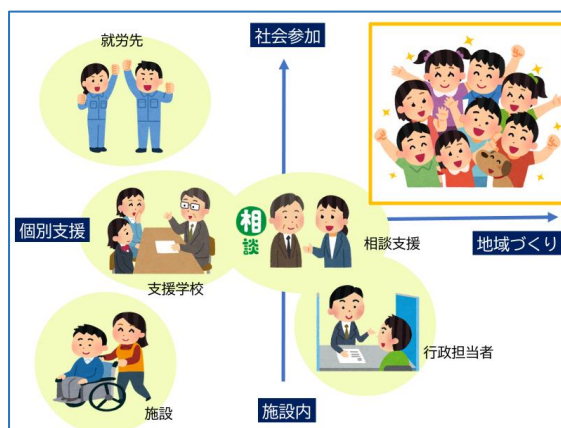 就労先
社会参加
個別支援
支援学校
相談
相談支援
地域づくり
施設
施設内
行政担当者